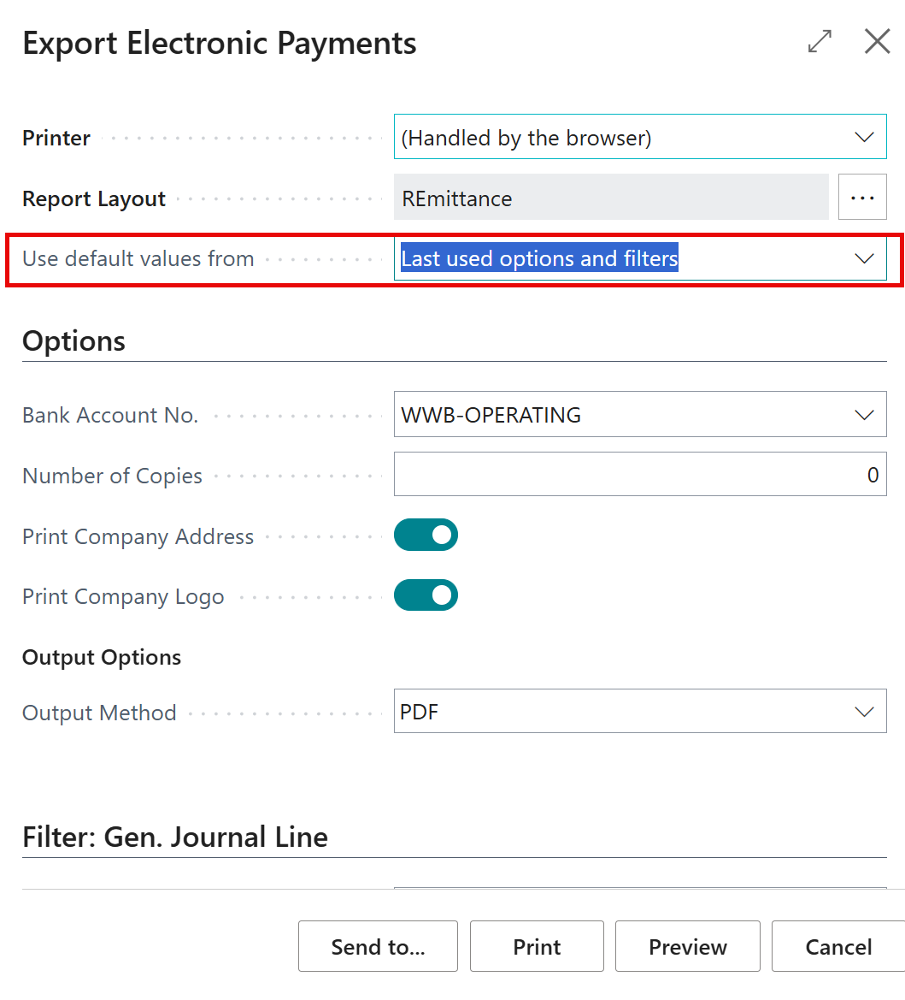 Export Electronic Payments
Printer (Handled by the browser)
Report Layout REmittance ...
Use default values from Last used options and filters
Options
Bank Account No. WWB-OPERATING
Number of Copies 0
Print Company Address
Print Company Logo
Output Options
Output Method PDF
Filter: Gen. Journal Line
Send to... Print Preview Cancel